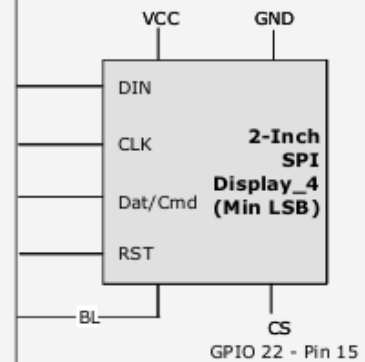 VCC
GND
DIN
CLK
Dat/Cmd
RST
2-Inch
SPI
Display_4
(Min LSB)
BL
CS
GPIO 22 - Pin 15